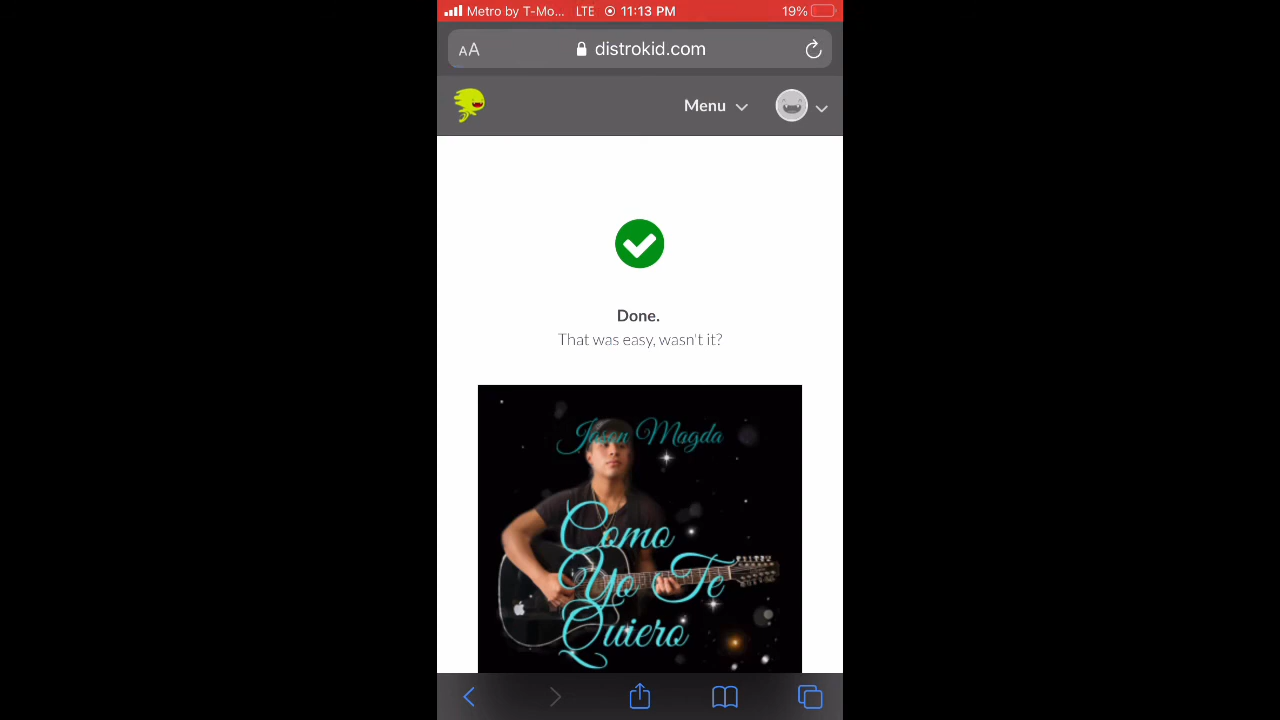 Metro by T-Mo... LTE 11:13 PM 19%
AA distrokid.com
Menu
Done.
That was easy, wasn't it?
Jason Magda
Como
Yo Te
Quiero